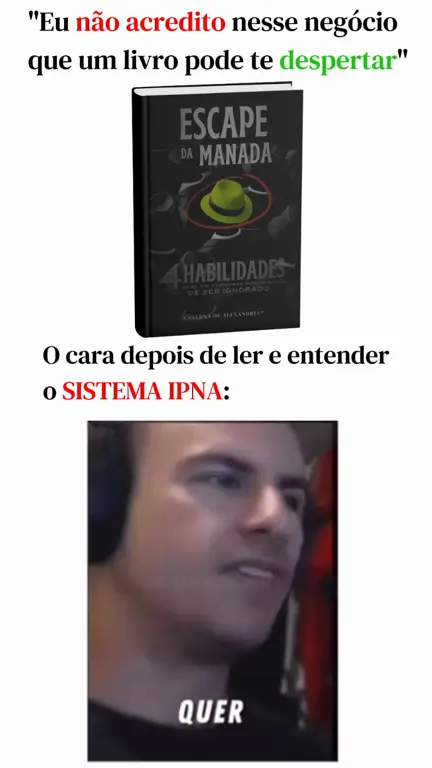 "Eu não acredito nesse negócio
que um livro pode te despertar"
ESCAPE
DA MANADA
4 HABILIDADES
DE SER IGNORADO
O cara depois de ler e entender
o SISTEMA IPNA:
QUER